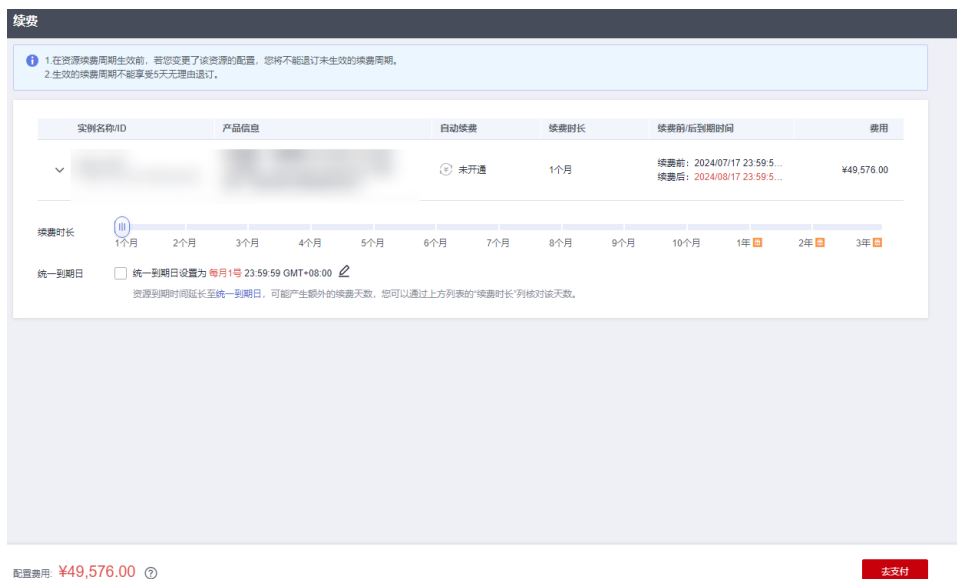 续费
1.在资源续费周期生效前，若您变更了该资源的配置，您将不能退订未生效的续费周期。
2.生效的续费周期不能享受5天无理由退订。
实例名称/ID 产品信息 自动续费 续费时长 续费前/后到期时间 费用
未开通 1个月 续费前：2024/07/17 23:59:5... ¥49,576.00
续费后：2024/08/17 23:59:5...
续费时长
1个月 2个月 3个月 4个月 5个月 6个月 7个月 8个月 9个月 10个月 1年 2年 3年
统一到期日 统一到期日设置为 每月1号 23:59:59 GMT+08:00
资源到期时间延长至统一到期日，可能产生额外的续费天数，您可以通过上方列表的“续费时长”列核对该天数。
配置费用: ¥49,576.00 去支付